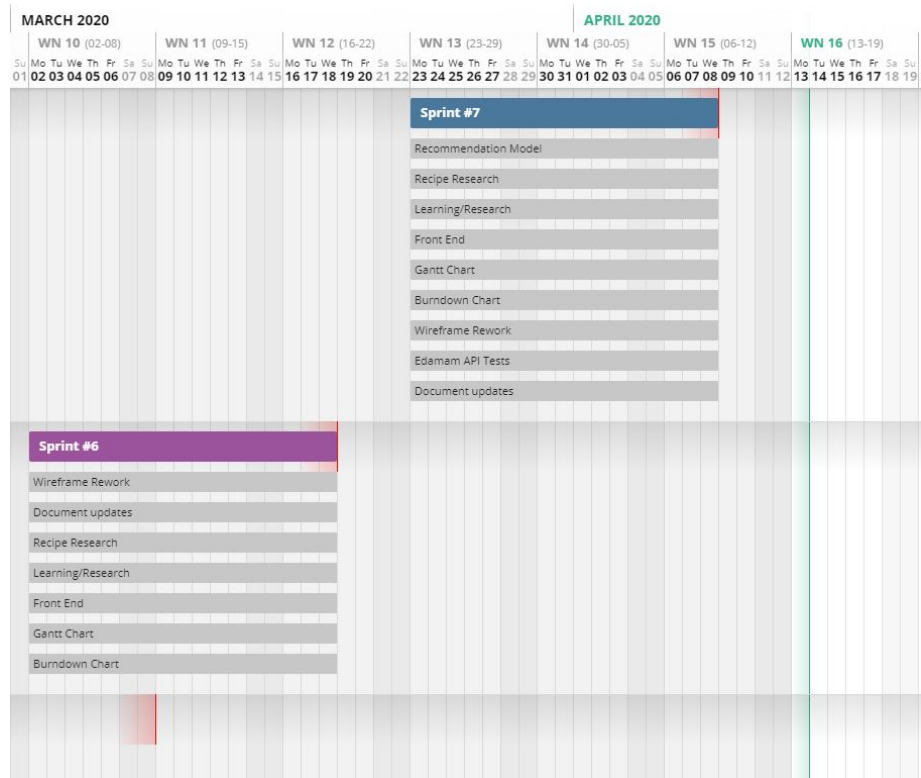 MARCH 2020 APRIL 2020
WN 10 (02-08) WN 11 (09-15) WN 12 (16-22) WN 13 (23-29) WN 14 (30-05) WN 15 (06-12) WN 16 (13-19)
Su Mo Tu We Th Fr Sa Su Mo Tu We Th Fr Sa Su Mo Tu We Th Fr Sa Su Mo Tu We Th Fr Sa Su Mo Tu We Th Fr Sa Su Mo Tu We Th Fr Sa Su Mo Tu We Th Fr Sa Su
01 02 03 04 05 06 07 08 09 10 11 12 13 14 15 16 17 18 19 20 21 22 23 24 25 26 27 28 29 30 31 01 02 03 04 05 06 07 08 09 10 11 12 13 14 15 16 17 18 19
Sprint #7
Recommendation Model
Recipe Research
Learning/Research
Front End
Gantt Chart
Burndown Chart
Wireframe Rework
Edamam API Tests
Document updates
Sprint #6
Wireframe Rework
Document updates
Recipe Research
Learning/Research
Front End
Gantt Chart
Burndown Chart